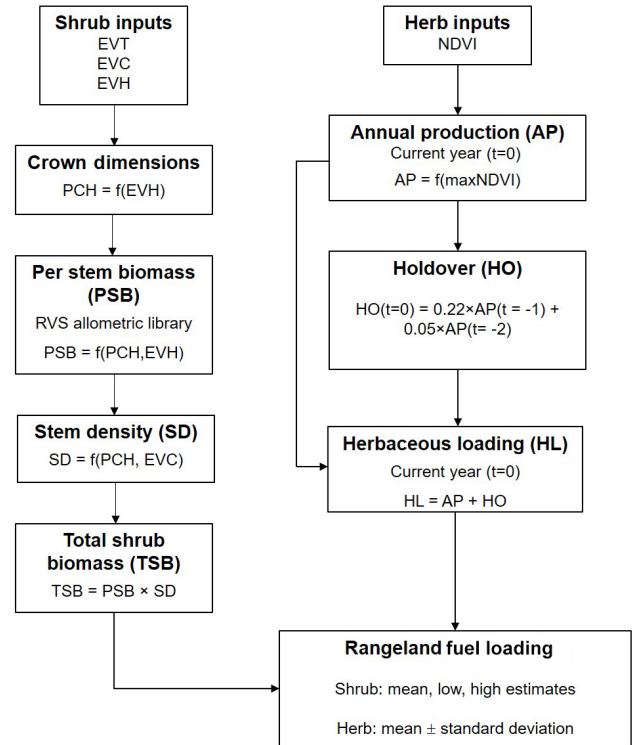 Shrub inputs
EVT
EVC
EVH
Crown dimensions
PCH = f(EVH)
Per stem biomass
(PSB)
RVS allometric library
PSB = f(PCH,EVH)
Stem density (SD)
SD = f(PCH, EVC)
Total shrub
biomass (TSB)
TSB = PSB × SD
Herb inputs
NDVI
Annual production (AP)
Current year (t=0)
AP = f(maxNDVI)
Holdover (HO)
HO(t=0) = 0.22×AP(t = -1) +
0.05×AP(t= -2)
Herbaceous loading (HL)
Current year (t=0)
HL = AP + HO
Rangeland fuel loading
Shrub: mean, low, high estimates
Herb: mean ± standard deviation